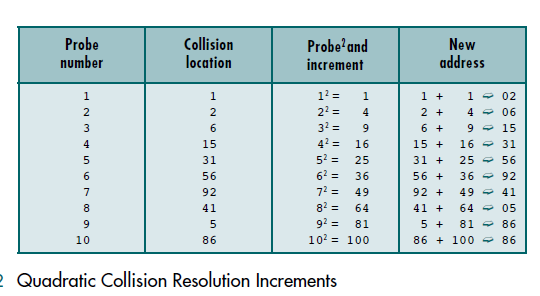 Probe number | Collision location | Probe² and increment | New address
1 | 1 | 1² = 1 | 1 + 1 ➭ 02
2 | 2 | 2² = 4 | 2 + 4 ➭ 06
3 | 6 | 3² = 9 | 6 + 9 ➭ 15
4 | 15 | 4² = 16 | 15 + 16 ➭ 31
5 | 31 | 5² = 25 | 31 + 25 ➭ 56
6 | 56 | 6² = 36 | 56 + 36 ➭ 92
7 | 92 | 7² = 49 | 92 + 49 ➭ 41
8 | 41 | 8² = 64 | 41 + 64 ➭ 05
9 | 5 | 9² = 81 | 5 + 81 ➭ 86
10 | 86 | 10² = 100 | 86 + 100 ➭ 86
2 Quadratic Collision Resolution Increments